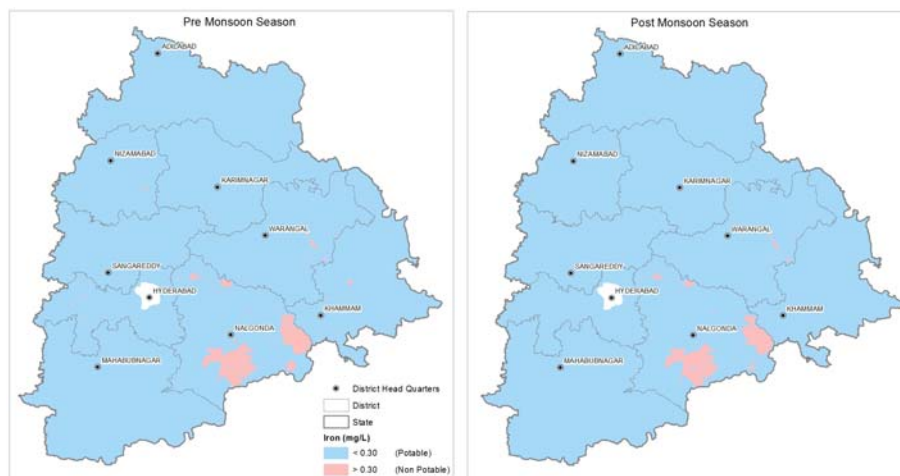 Pre Monsoon Season
ADILABAD
NIZAMABAD
KARIMNAGAR
WARANGAL
SANGAREDDY
HYDERABAD
KHAMMAM
NALGONDA
MAHABUBNAGAR
District Head Quarters
District
State
Iron (mg/L)
< 0.30 (Potable)
> 0.30 (Non Potable)
Post Monsoon Season
ADILABAD
NIZAMABAD
KARIMNAGAR
WARANGAL
SANGAREDDY
HYDERABAD
KHAMMAM
NALGONDA
MAHABUBNAGAR